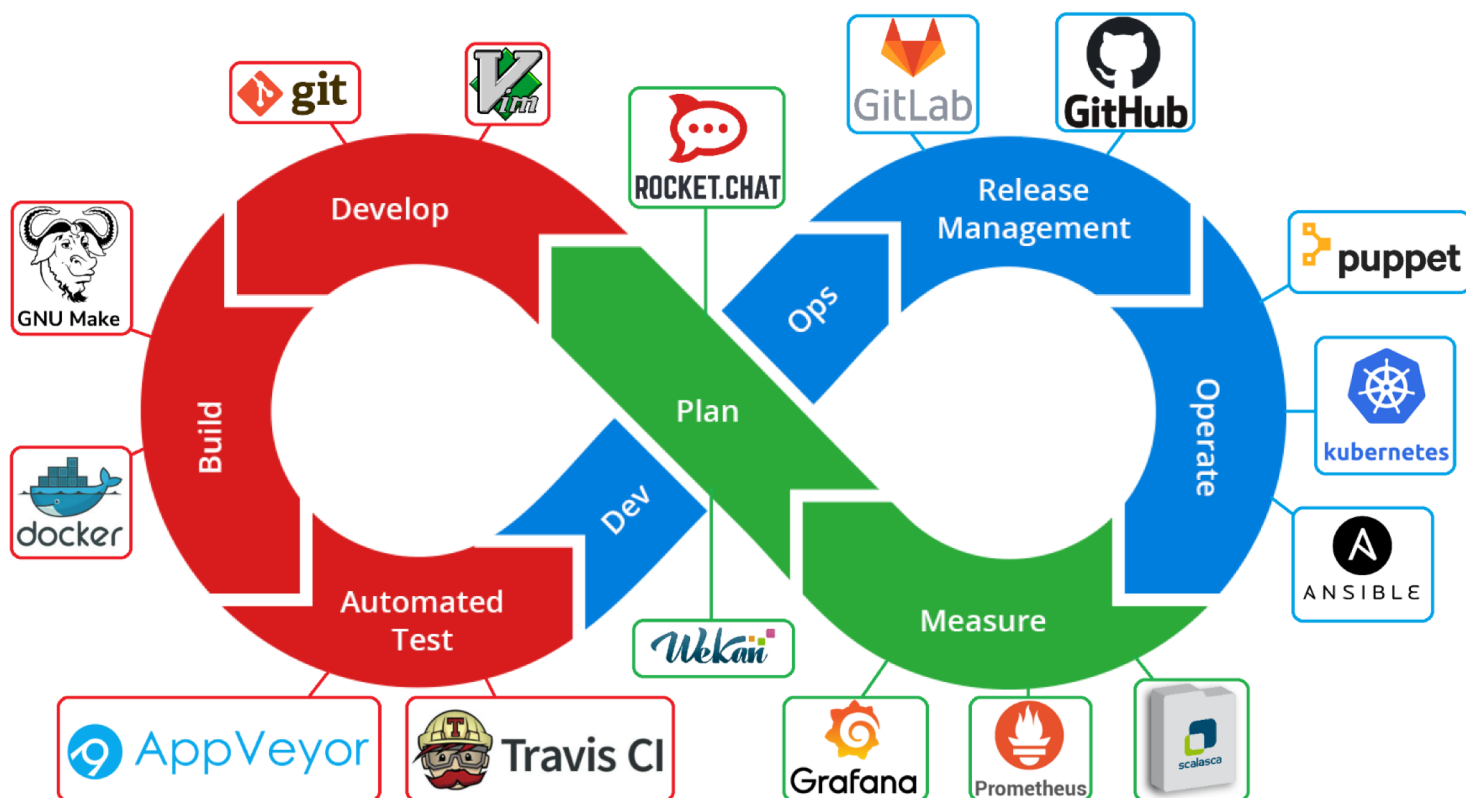 git
Vim
ROCKET.CHAT
GitLab
GitHub
Develop
Release
Management
GNU Make
puppet
Ops
Build
Plan
Operate
kubernetes
docker
Dev
ANSIBLE
Automated
Test
Measure
WeKan
AppVeyor
T
Travis CI
Grafana
Prometheus
scalasca